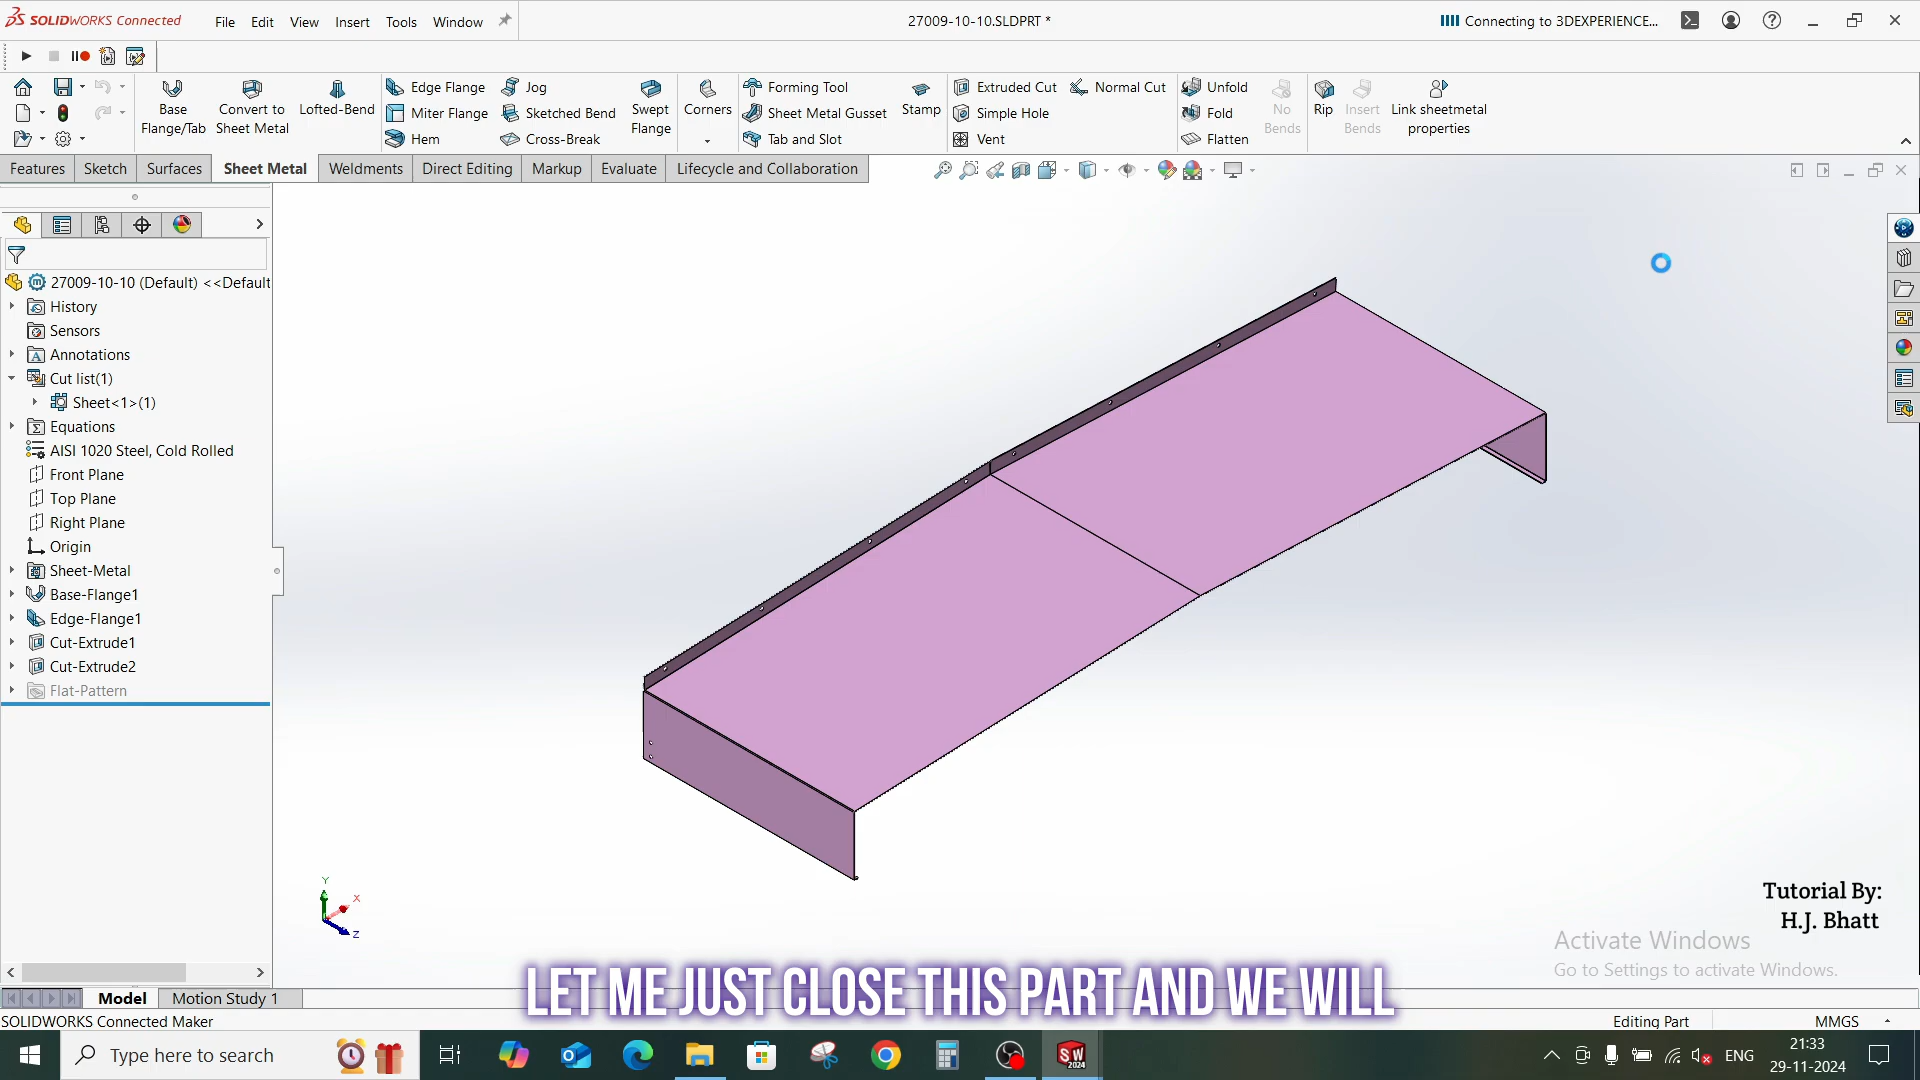 SOLIDWORKS Connected
File
Edit
View
Insert
Tools
Window
27009-10-10.SLDPRT *
Connecting to 3DEXPERIENCE...
Base
Flange/Tab
Convert to
Sheet Metal
Lofted-Bend
Edge Flange
Miter Flange
Hem
Jog
Sketched Bend
Cross-Break
Swept
Flange
Corners
Forming Tool
Sheet Metal Gusset
Tab and Slot
Stamp
Extruded Cut
Simple Hole
Vent
Normal Cut
Unfold
Fold
Flatten
No
Bends
Rip
Insert
Bends
Link sheetmetal
properties
Features
Sketch
Surfaces
Sheet Metal
Weldments
Direct Editing
Markup
Evaluate
Lifecycle and Collaboration
27009-10-10 (Default) <<Default
History
Sensors
Annotations
Cut list(1)
Sheet<1>(1)
Equations
AISI 1020 Steel, Cold Rolled
Front Plane
Top Plane
Right Plane
Origin
Sheet-Metal
Base-Flange1
Edge-Flange1
Cut-Extrude1
Cut-Extrude2
Flat-Pattern
Y
X
Z
Tutorial By:
H.J. Bhatt
Activate Windows
Go to Settings to activate Windows.
LET ME JUST CLOSE THIS PART AND WE WILL
Model
Motion Study 1
SOLIDWORKS Connected Maker
Editing Part
MMGS
Type here to search
SW
2024
ENG
21:33
29-11-2024